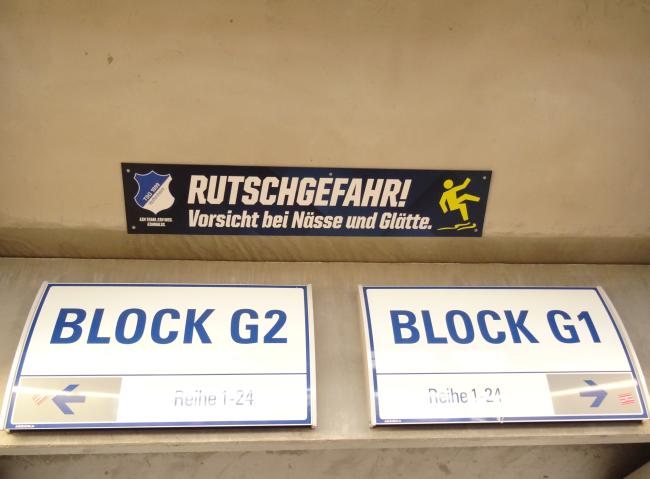 RUTSCHGEFAHR!
Vorsicht bei Nässe und Glätte.
BLOCK G2
Reihe 1-24
BLOCK G1
Reihe 1-24